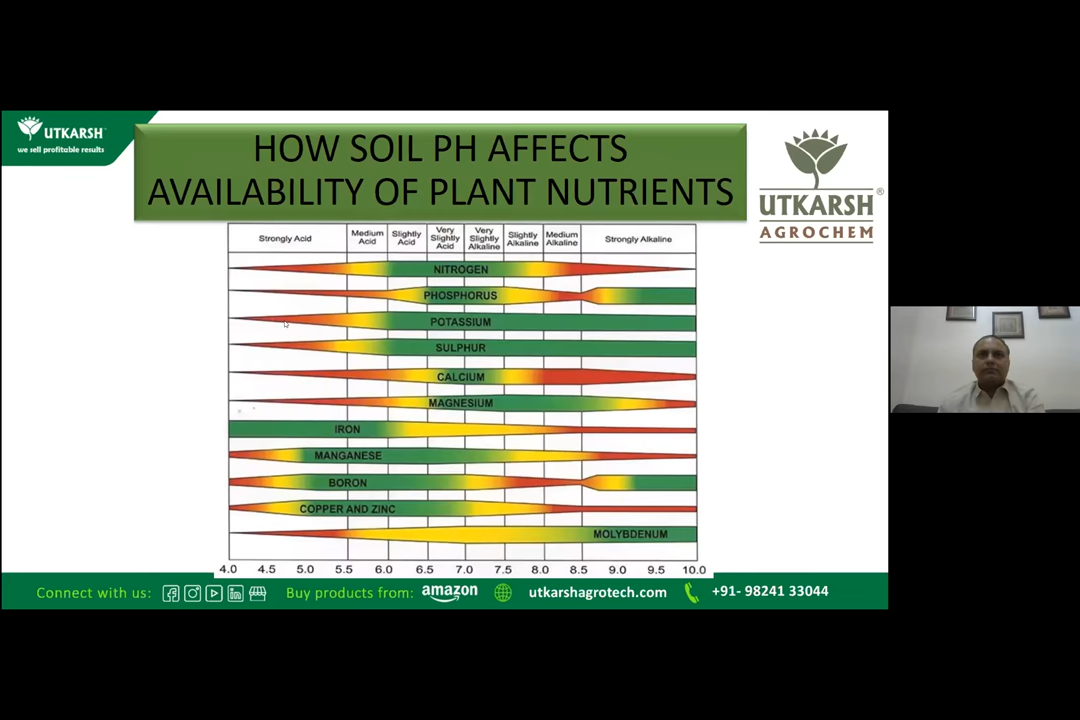 UTKARSH
we sell profitable results
HOW SOIL PH AFFECTS
AVAILABILITY OF PLANT NUTRIENTS
UTKARSH®
AGROCHEM
Strongly Acid
Medium Acid
Slightly Acid
Very Slightly Acid
Very Slightly Alkaline
Slightly Alkaline
Medium Alkaline
Strongly Alkaline
NITROGEN
PHOSPHORUS
POTASSIUM
SULPHUR
CALCIUM
MAGNESIUM
IRON
MANGANESE
BORON
COPPER AND ZINC
MOLYBDENUM
4.0 4.5 5.0 5.5 6.0 6.5 7.0 7.5 8.0 8.5 9.0 9.5 10.0
Connect with us: Buy products from: amazon utkarshagrotech.com +91- 98241 33044